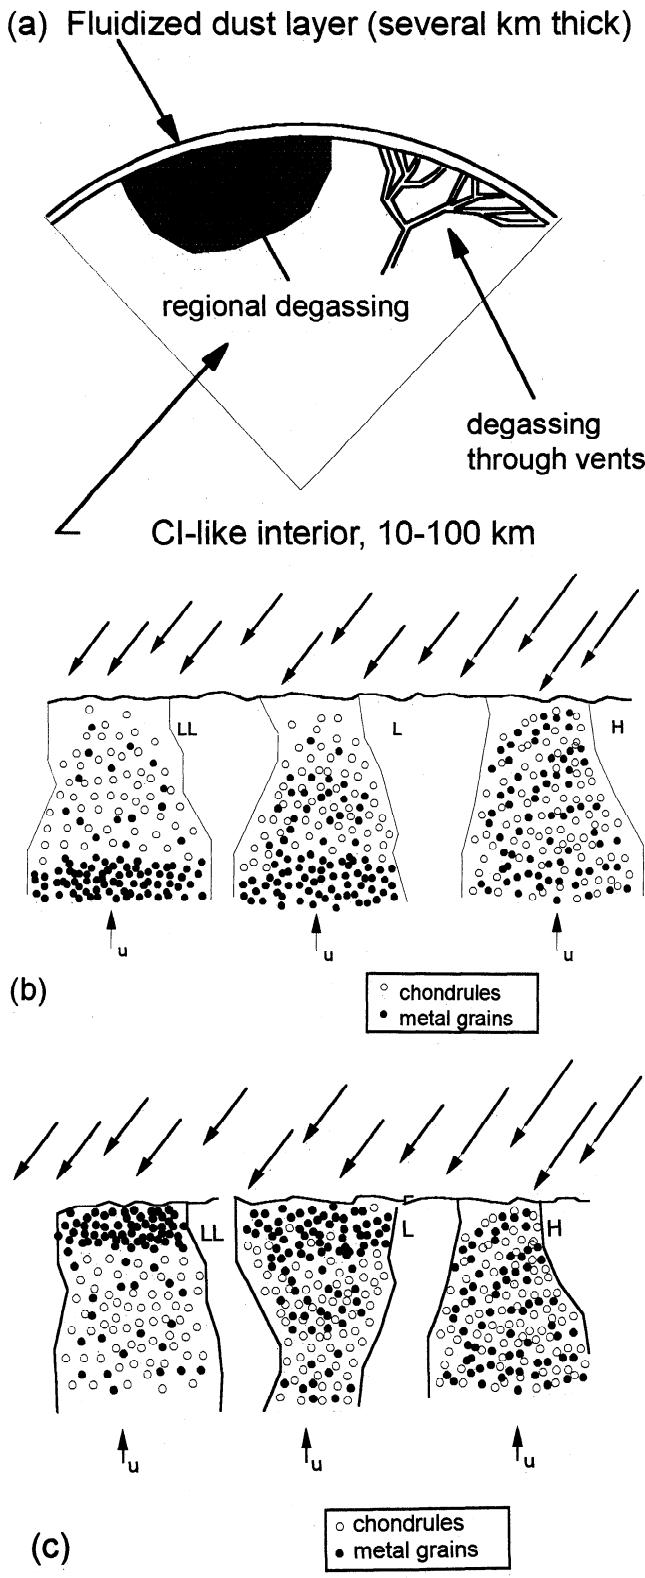 (a) Fluidized dust layer (several km thick)
regional degassing
degassing
through vents
CI-like interior, 10-100 km
LL
L
H
u
u
u
(b)
chondrules
metal grains
LL
L
H
u
u
u
(c)
chondrules
metal grains